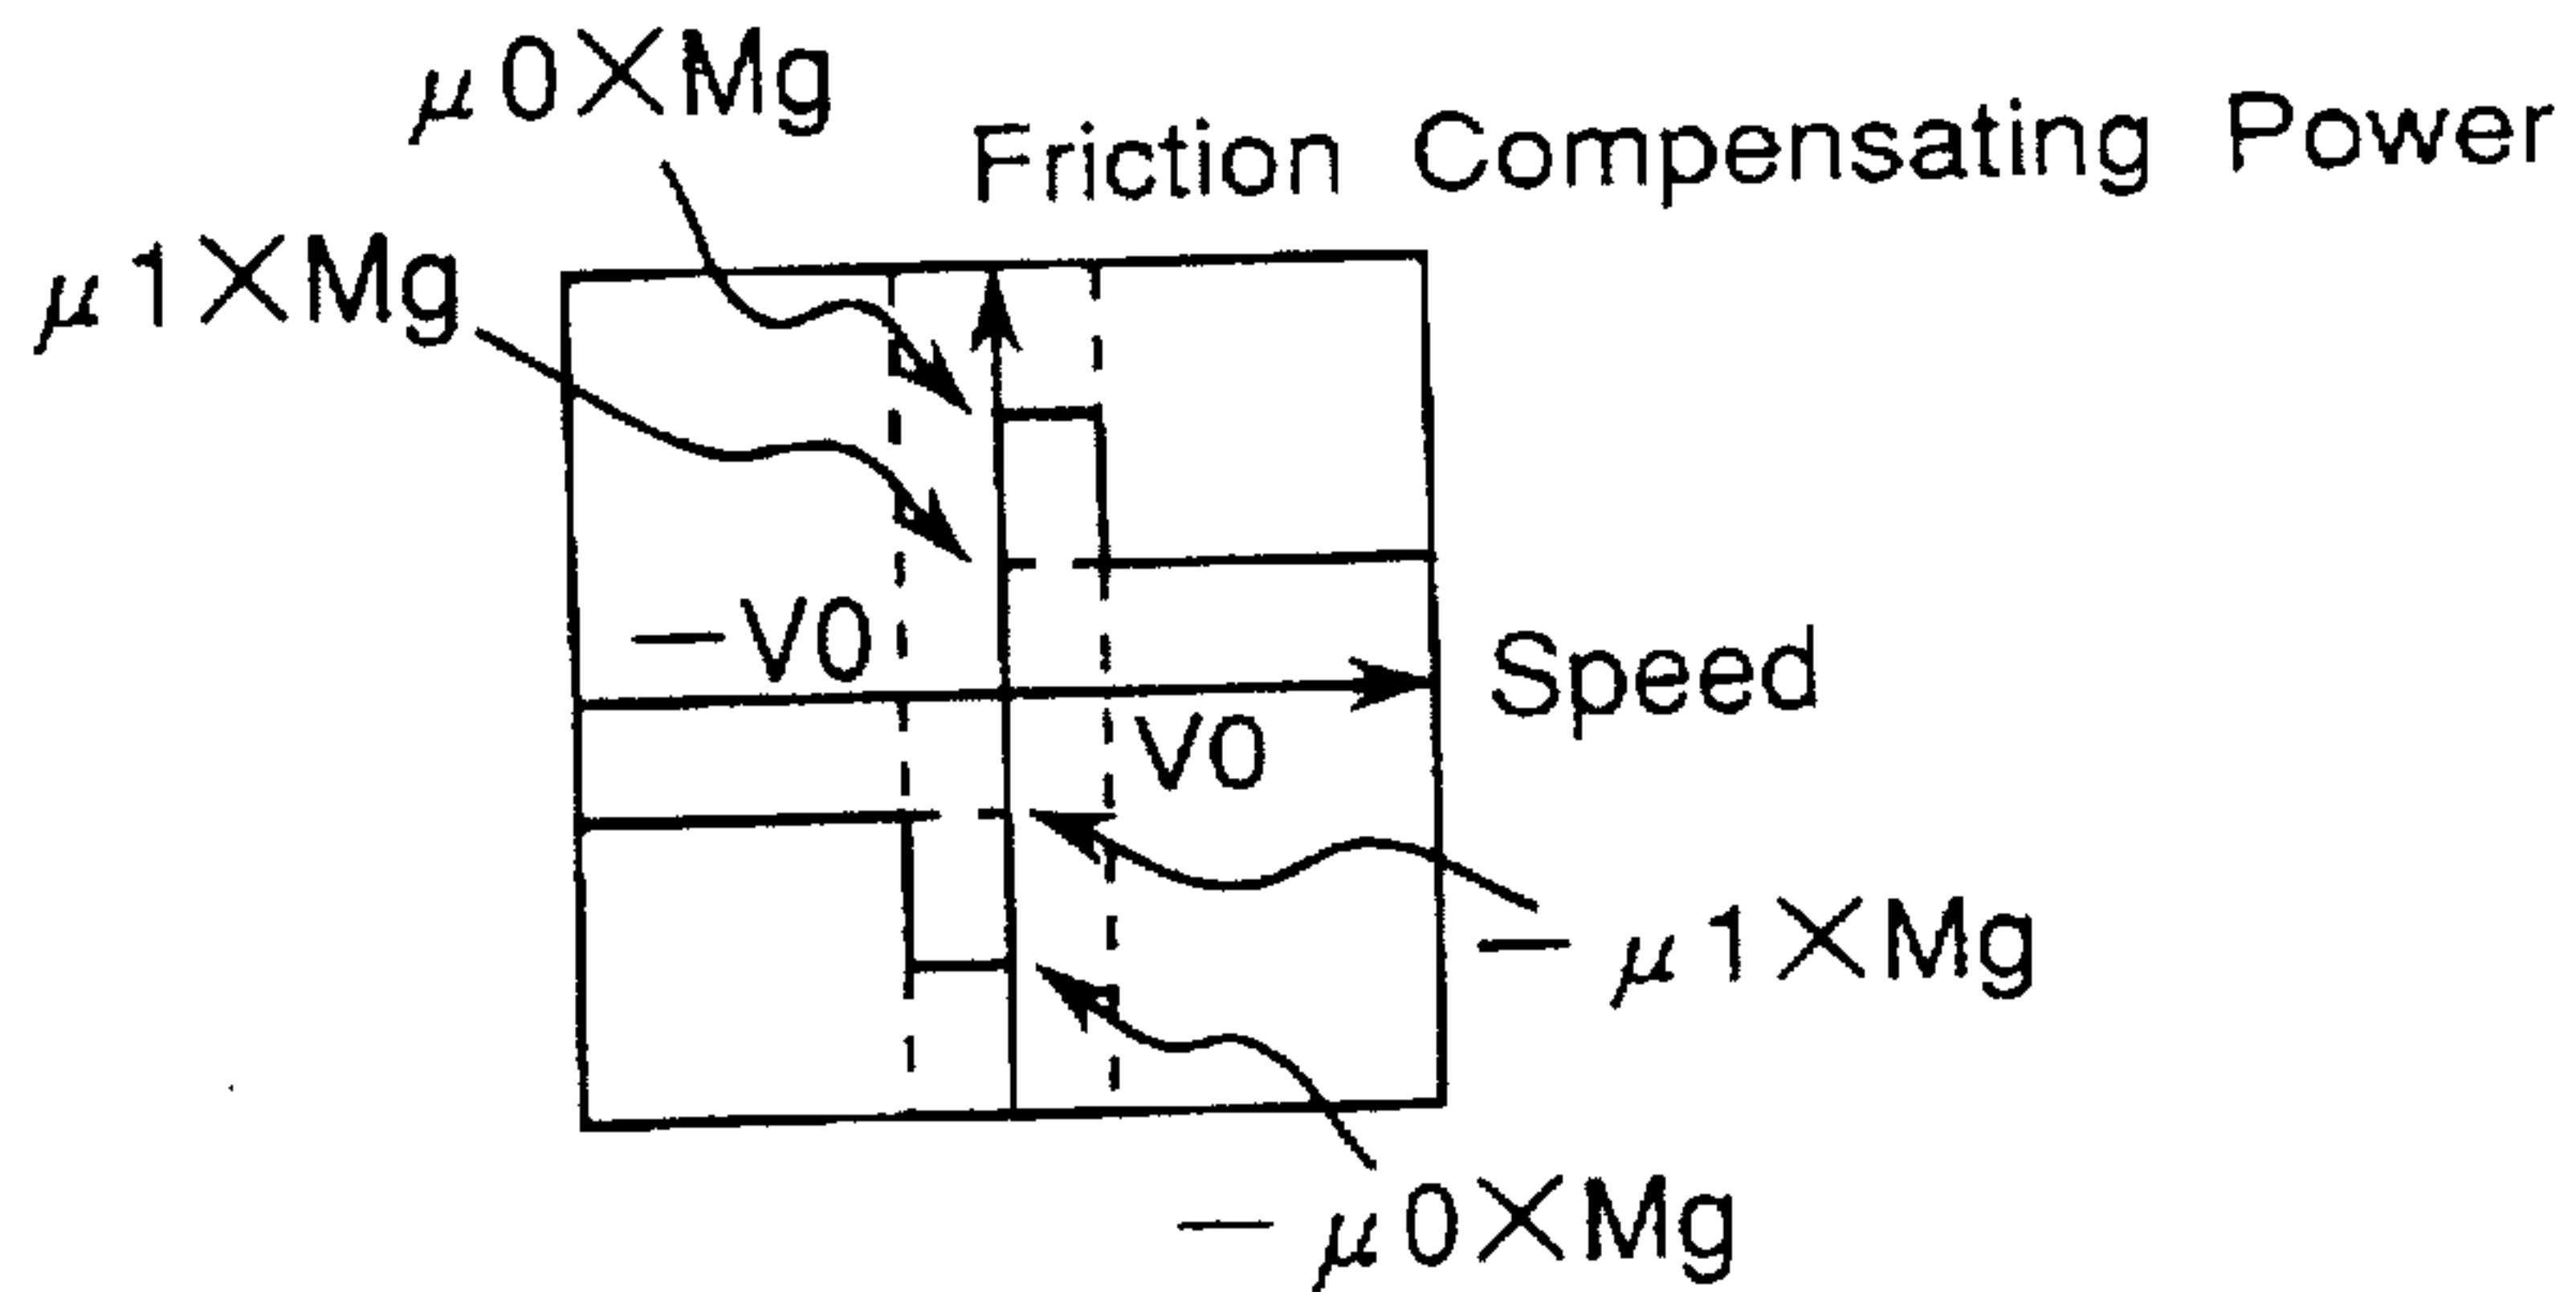 μ0×Mg
Friction Compensating Power
μ1×Mg
−V0
Speed
V0
−μ1×Mg
−μ0×Mg